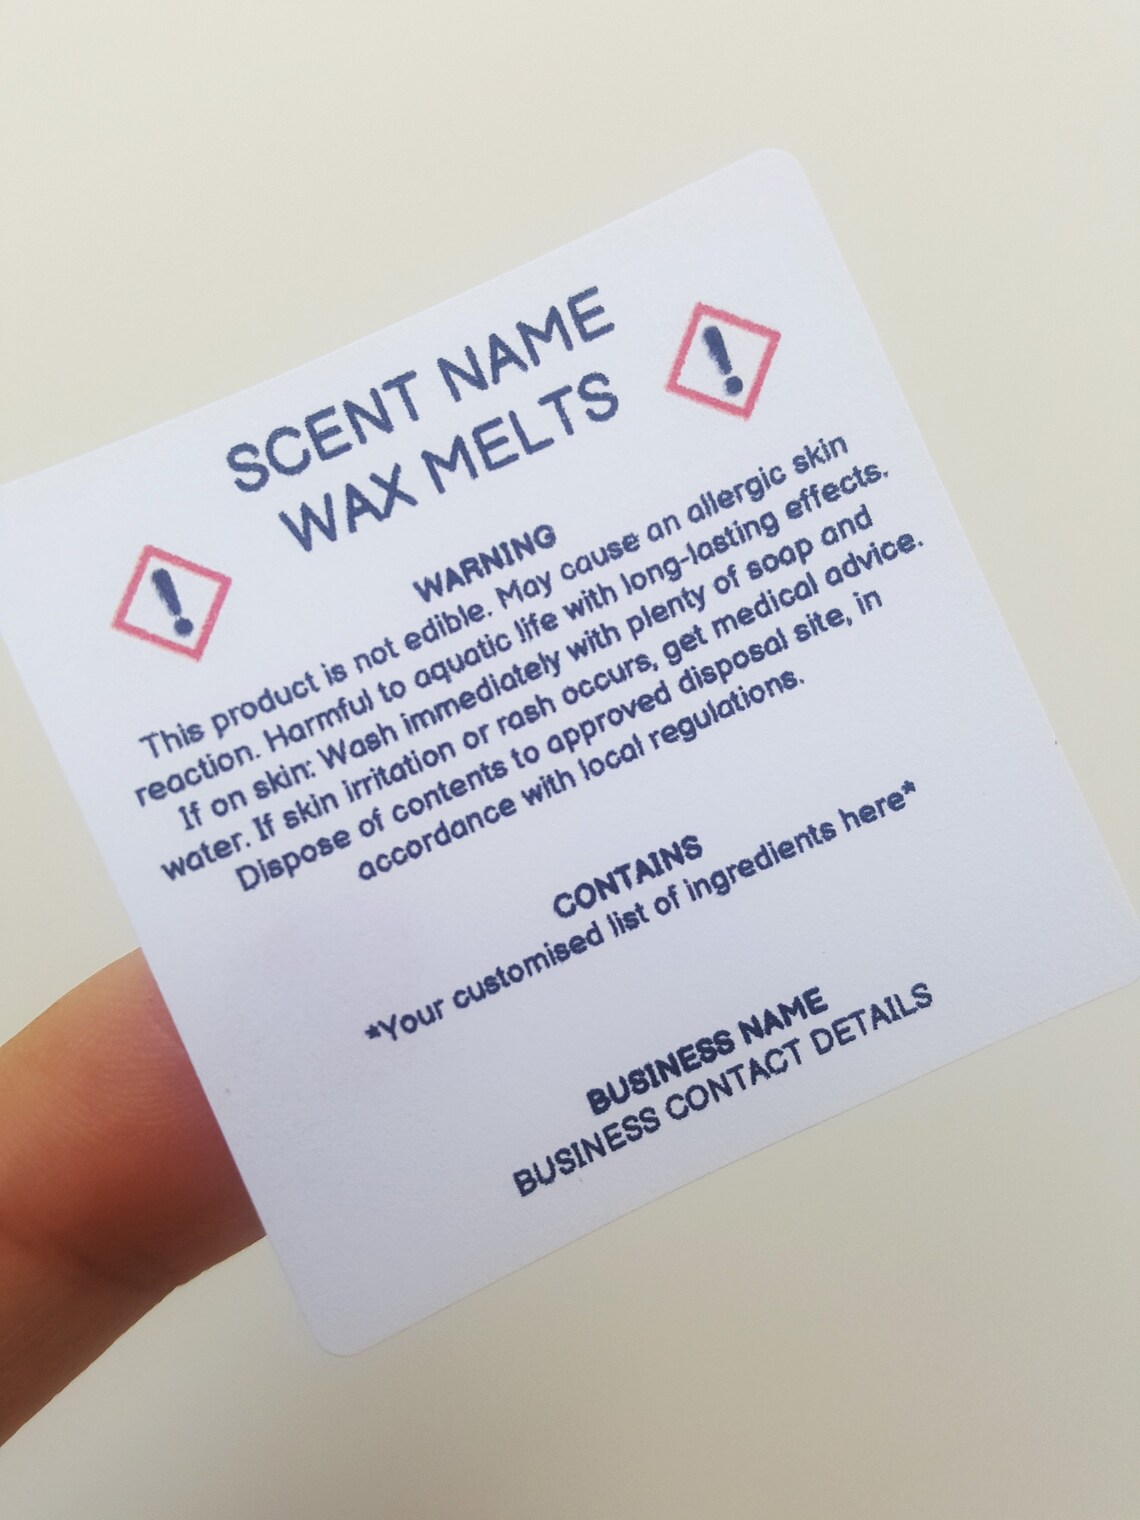 SCENT NAME
WAX MELTS
!
!
WARNING
This product is not edible. May cause an allergic skin
reaction. Harmful to aquatic life with long-lasting effects.
If on skin: Wash immediately with plenty of soap and
water. If skin irritation or rash occurs, get medical advice.
Dispose of contents to approved disposal site, in
accordance with local regulations.
CONTAINS
*Your customised list of ingredients here*
BUSINESS NAME
BUSINESS CONTACT DETAILS